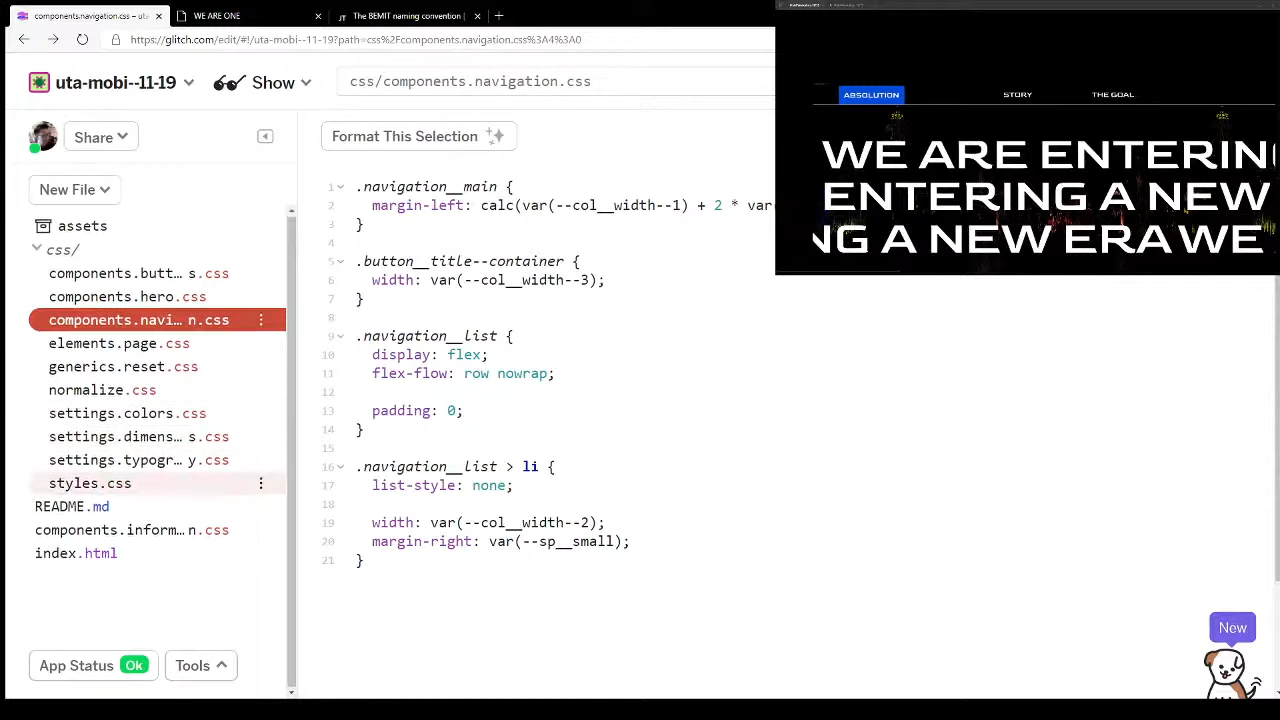 components.navigation.css – uta-
WE ARE ONE
JT The BEMIT naming convention |
https://glitch.com/edit/#!/uta-mobi--11-19?path=css%2Fcomponents.navigation.css%3A4%3A0
uta-mobi--11-19
Show
css/components.navigation.css
Share
Format This Selection
New File
assets
css/
components.butt… s.css
components.hero.css
components.navi… n.css
elements.page.css
generics.reset.css
normalize.css
settings.colors.css
settings.dimens… s.css
settings.typogr… y.css
styles.css
README.md
components.inform… n.css
index.html
App Status Ok
Tools
1 .navigation__main {
2 margin-left: calc(var(--col__width--1) + 2 * var
3 }
4
5 .button__title--container {
6 width: var(--col__width--3);
7 }
8
9 .navigation__list {
10 display: flex;
11 flex-flow: row nowrap;
12
13 padding: 0;
14 }
15
16 .navigation__list > li {
17 list-style: none;
18
19 width: var(--col__width--2);
20 margin-right: var(--sp__small);
21 }
ABSOLUTION
STORY
THE GOAL
WE ARE ENTERING
ENTERING A NEW
NG A NEW ERA WE
New